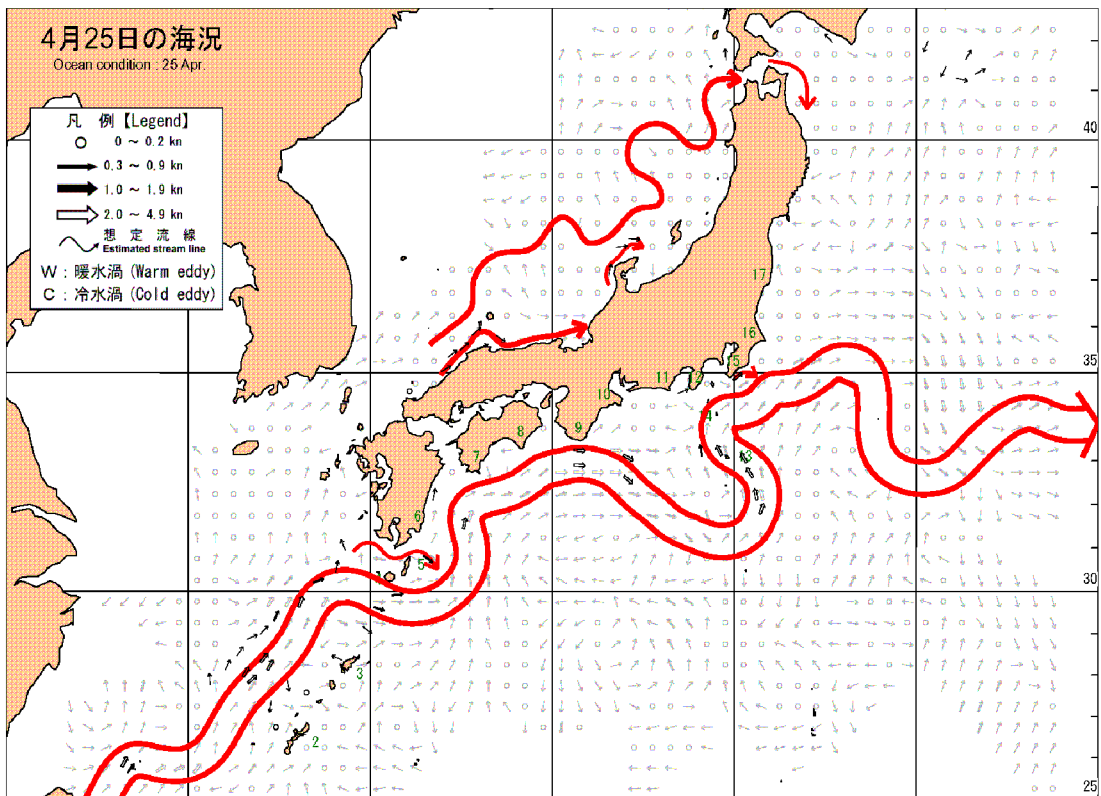 4月25日の海況
Ocean condition : 25 Apr.
凡 例【Legend】
0 ～ 0.2 kn
0.3 ～ 0.9 kn
1.0 ～ 1.9 kn
2.0 ～ 4.9 kn
想 定 流 線
Estimated stream line
W : 暖水渦 (Warm eddy)
C : 冷水渦 (Cold eddy)
40
17
16
35
15
12
11
10
14
9
8
7
13
6
5
30
3
2
25